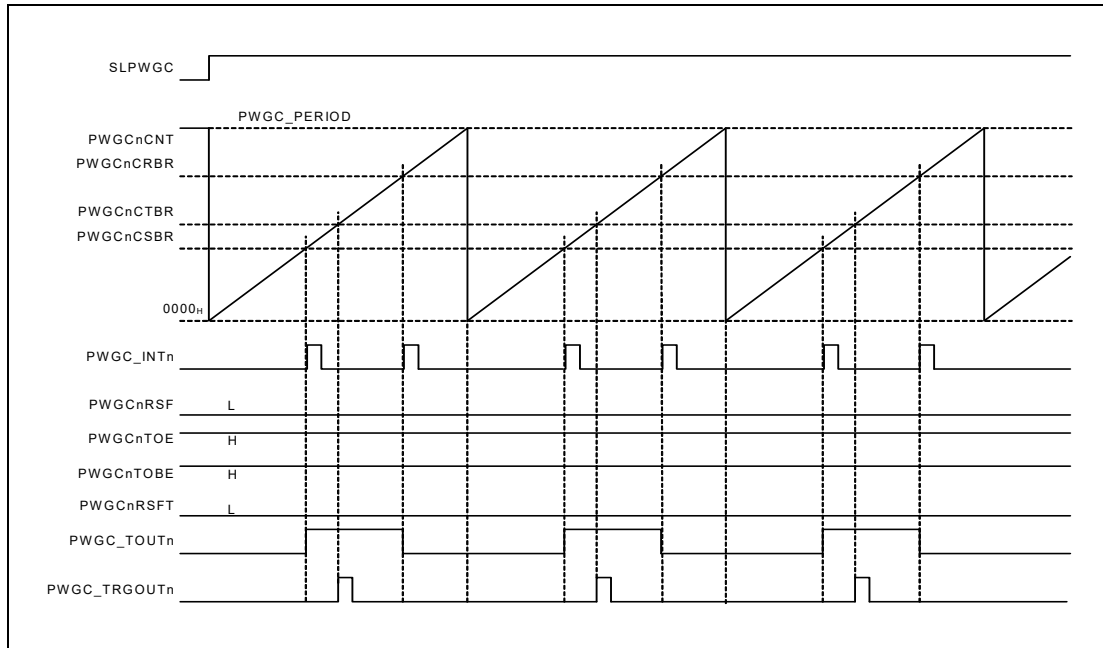 SLPWGC
PWGC_PERIOD
PWGCnCNT
PWGCnCRBR
PWGCnCTBR
PWGCnCSBR
0000H
PWGC_INTn
PWGCnRSF L
PWGCnTOE H
PWGCnTOBE H
PWGCnRSFT L
PWGC_TOUTn
PWGC_TRGOUTn